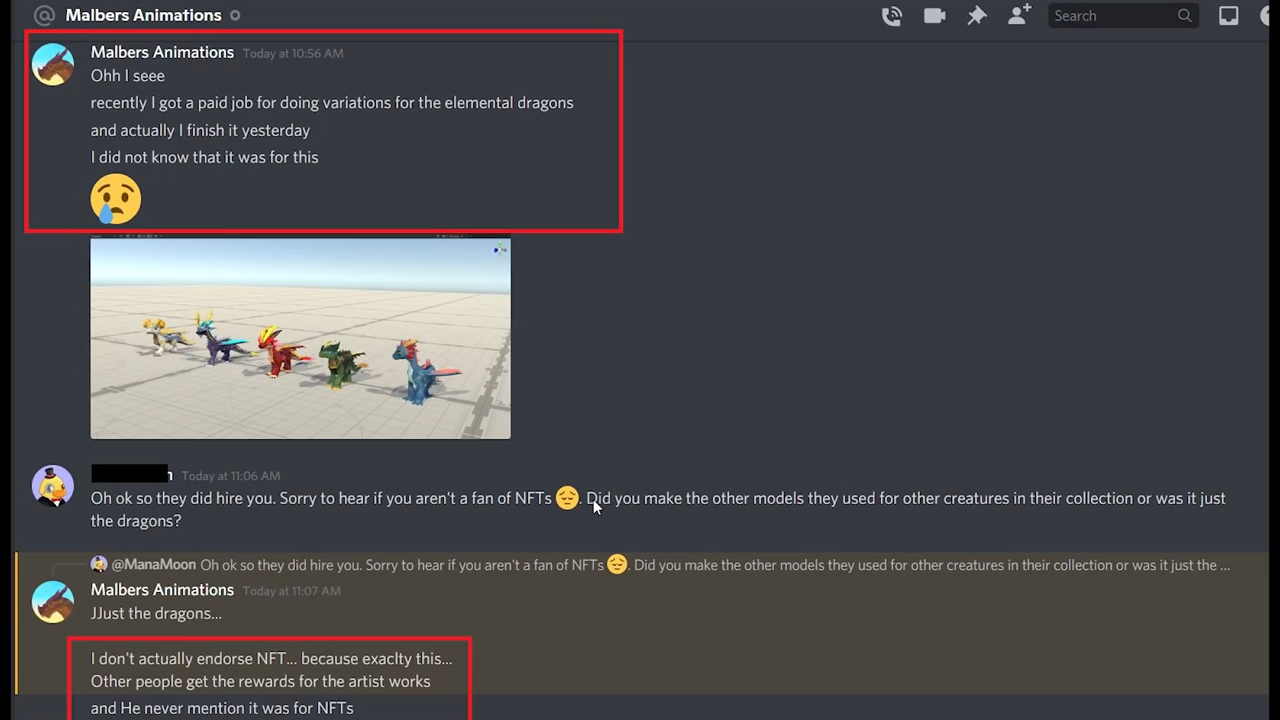 @ Malbers Animations
Search
Malbers Animations Today at 10:56 AM
Ohh I seee
recently I got a paid job for doing variations for the elemental dragons
and actually I finish it yesterday
I did not know that it was for this
n Today at 11:06 AM
Oh ok so they did hire you. Sorry to hear if you aren't a fan of NFTs 😔. Did you make the other models they used for other creatures in their collection or was it just
the dragons?
@ManaMoon Oh ok so they did hire you. Sorry to hear if you aren't a fan of NFTs 😔. Did you make the other models they used for other creatures in their collection or was it just the ...
Malbers Animations Today at 11:07 AM
JJust the dragons...
I don't actually endorse NFT... because exaclty this...
Other people get the rewards for the artist works
and He never mention it was for NFTs